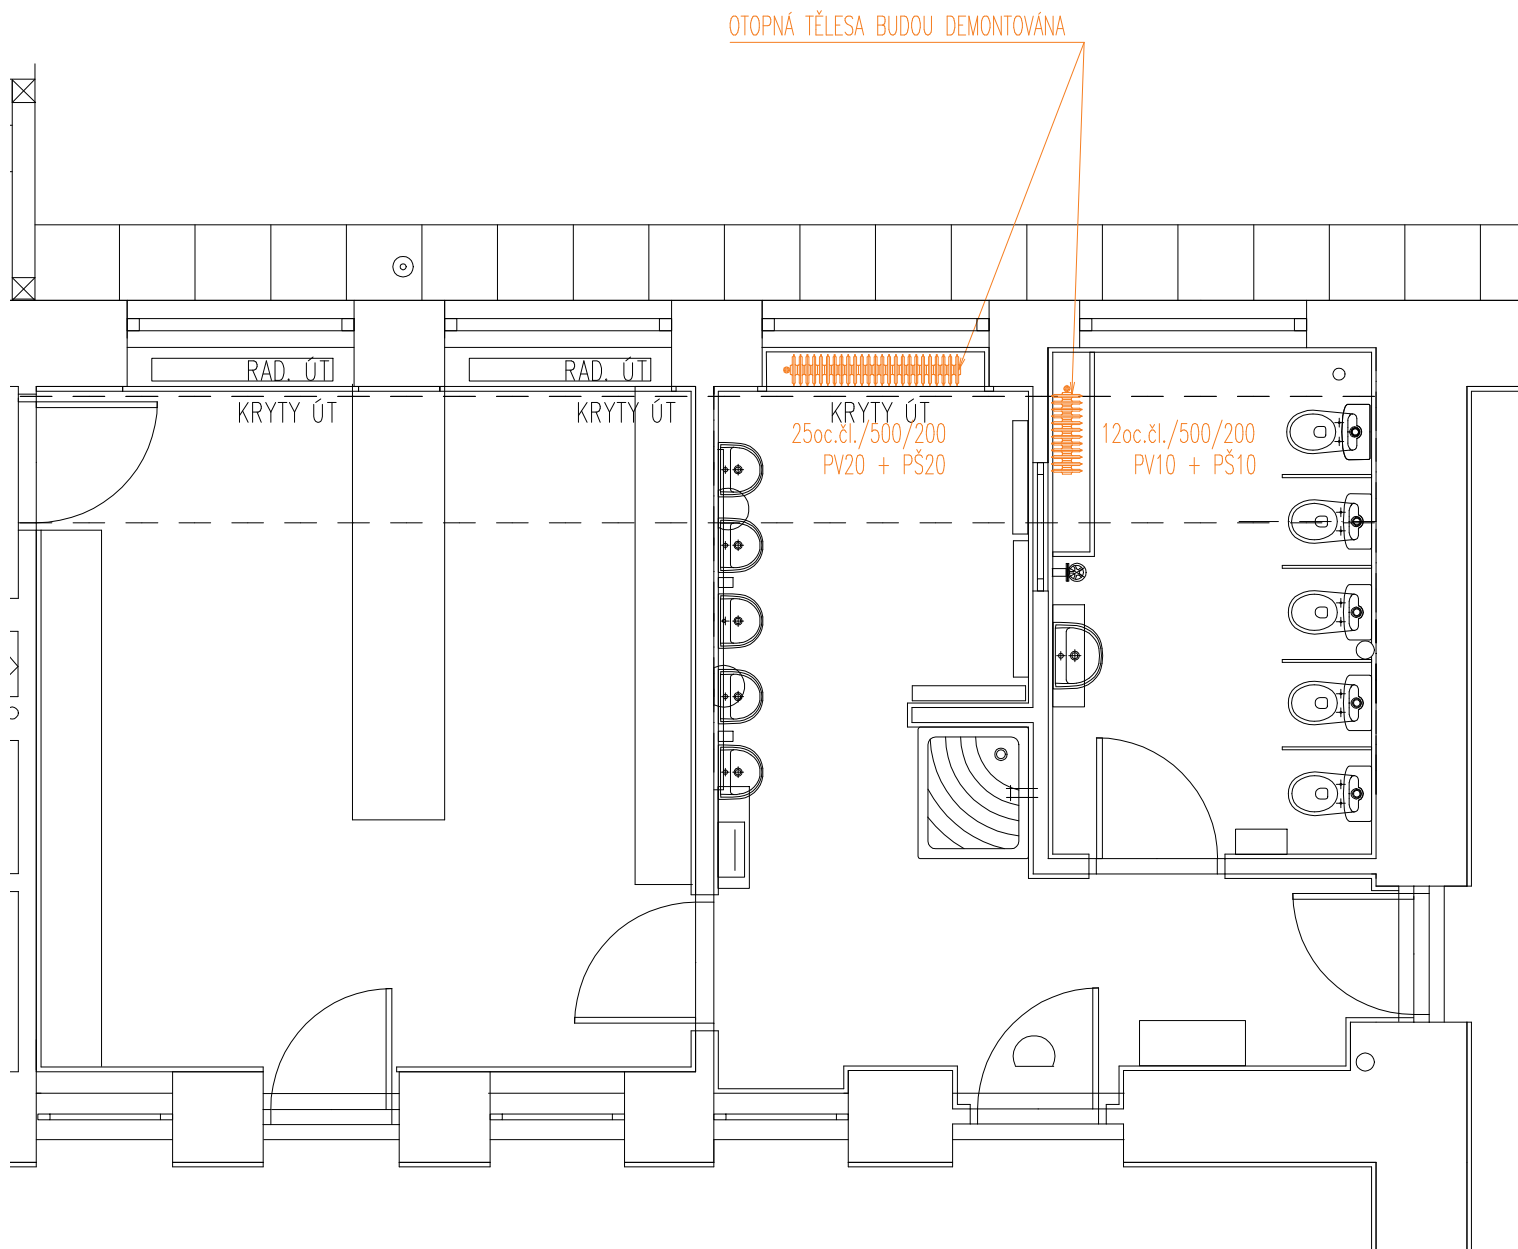 OTOPNÁ TĚLESA BUDOU DEMONTOVÁNA
RAD. ÚT
RAD. ÚT
KRYTY ÚT
KRYTY ÚT
KRYTY ÚT
25oc.čl./500/200
PV20 + PŠ20
12oc.čl./500/200
PV10 + PŠ10